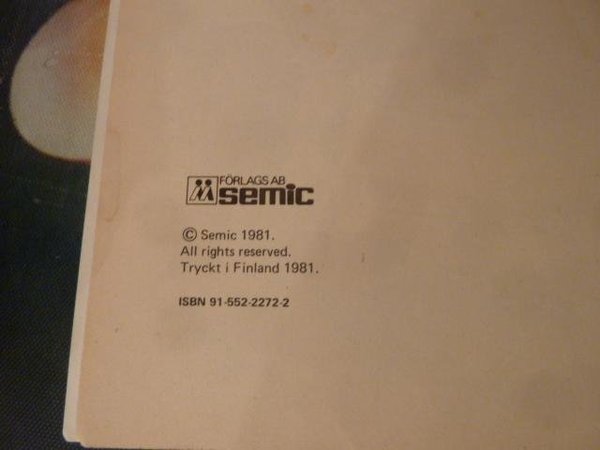 FÖRLAGS AB
semic
© Semic 1981.
All rights reserved.
Tryckt i Finland 1981.
ISBN 91-552-2272-2